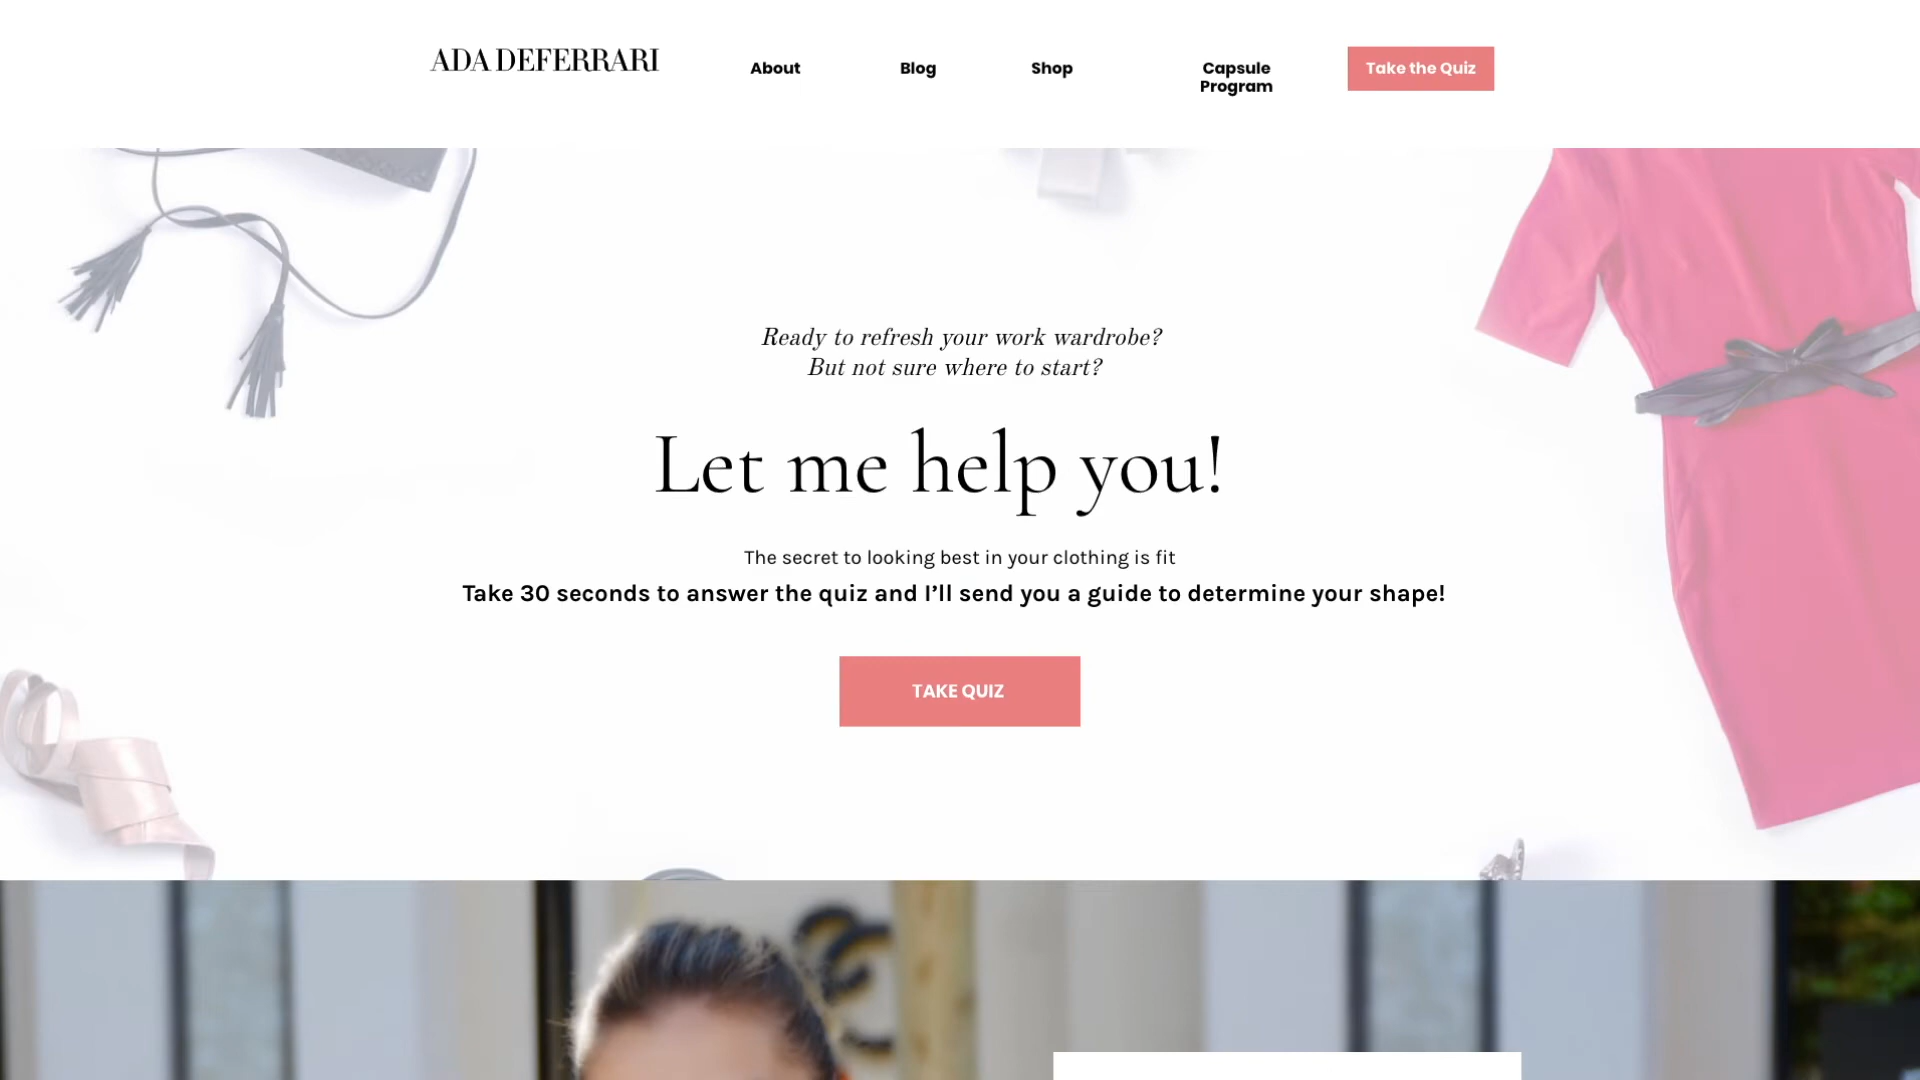 ADA DEFERRARI
About
Blog
Shop
Capsule
Program
Take the Quiz
Ready to refresh your work wardrobe?
But not sure where to start?
Let me help you!
The secret to looking best in your clothing is fit
Take 30 seconds to answer the quiz and I’ll send you a guide to determine your shape!
TAKE QUIZ